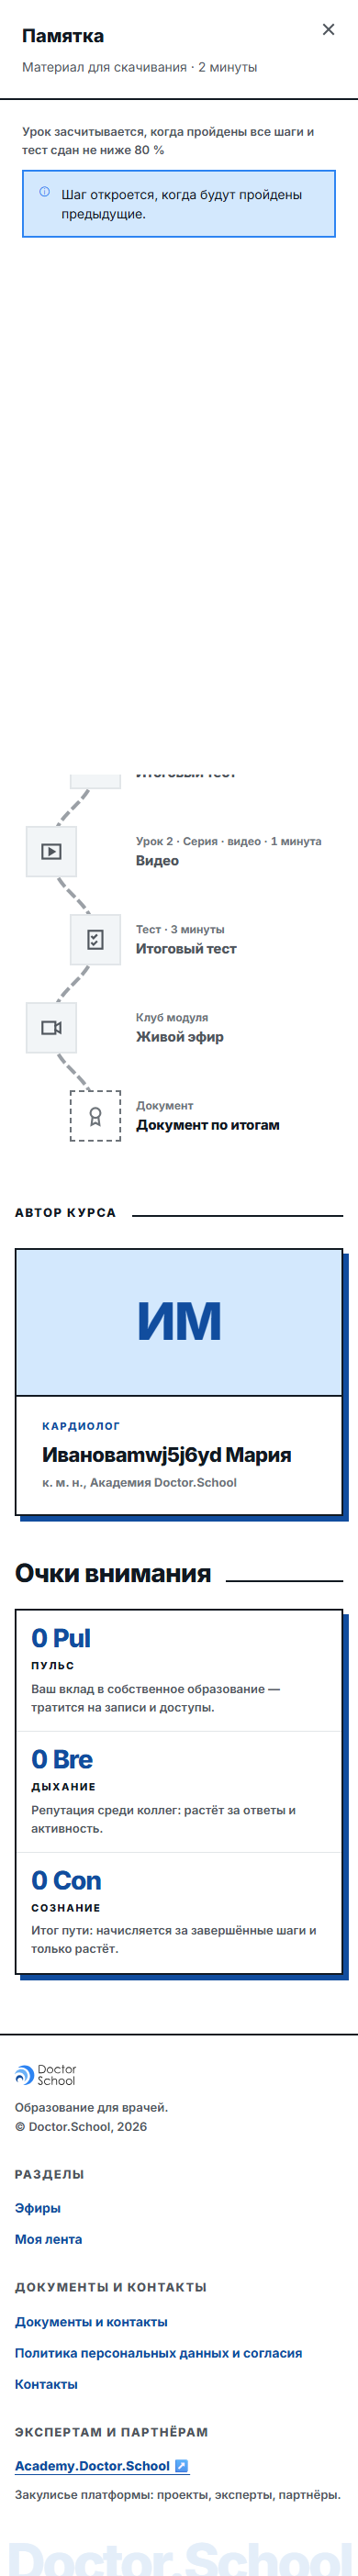 Памятка
Материал для скачивания · 2 минуты
Урок засчитывается, когда пройдены все шаги и
тест сдан не ниже 80 %
Шаг откроется, когда будут пройдены
предыдущие.
Итоговый тест
Урок 2 · Серия · видео · 1 минута
Видео
Тест · 3 минуты
Итоговый тест
Клуб модуля
Живой эфир
Документ
Документ по итогам
АВТОР КУРСА
ИМ
КАРДИОЛОГ
Ивановаmwj5j6yd Мария
к. м. н., Академия Doctor.School
Очки внимания
0 Pul
ПУЛЬС
Ваш вклад в собственное образование —
тратится на записи и доступы.
0 Bre
ДЫХАНИЕ
Репутация среди коллег: растёт за ответы и
активность.
0 Con
СОЗНАНИЕ
Итог пути: начисляется за завершённые шаги и
только растёт.
Doctor
School
Образование для врачей.
© Doctor.School, 2026
РАЗДЕЛЫ
Эфиры
Моя лента
ДОКУМЕНТЫ И КОНТАКТЫ
Документы и контакты
Политика персональных данных и согласия
Контакты
ЭКСПЕРТАМ И ПАРТНЁРАМ
Academy.Doctor.School ↗
Закулисье платформы: проекты, эксперты, партнёры.
Doctor.School